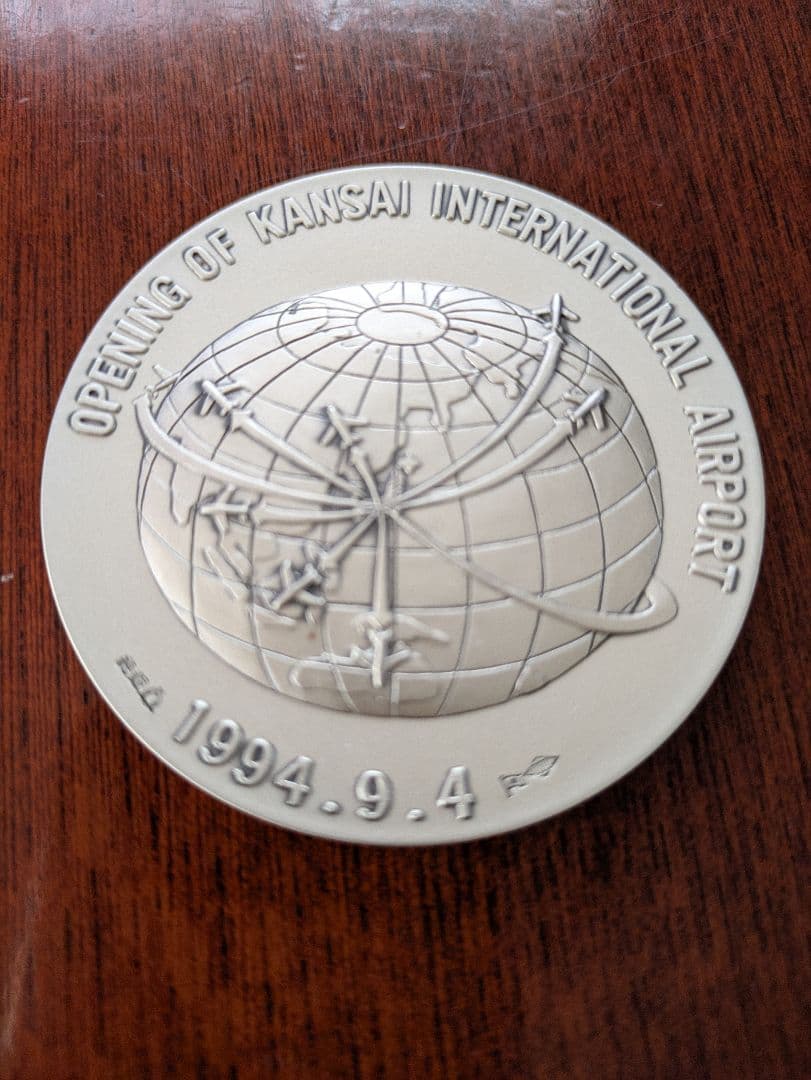 OPENING OF KANSAI INTERNATIONAL AIRPORT
1994.9.4